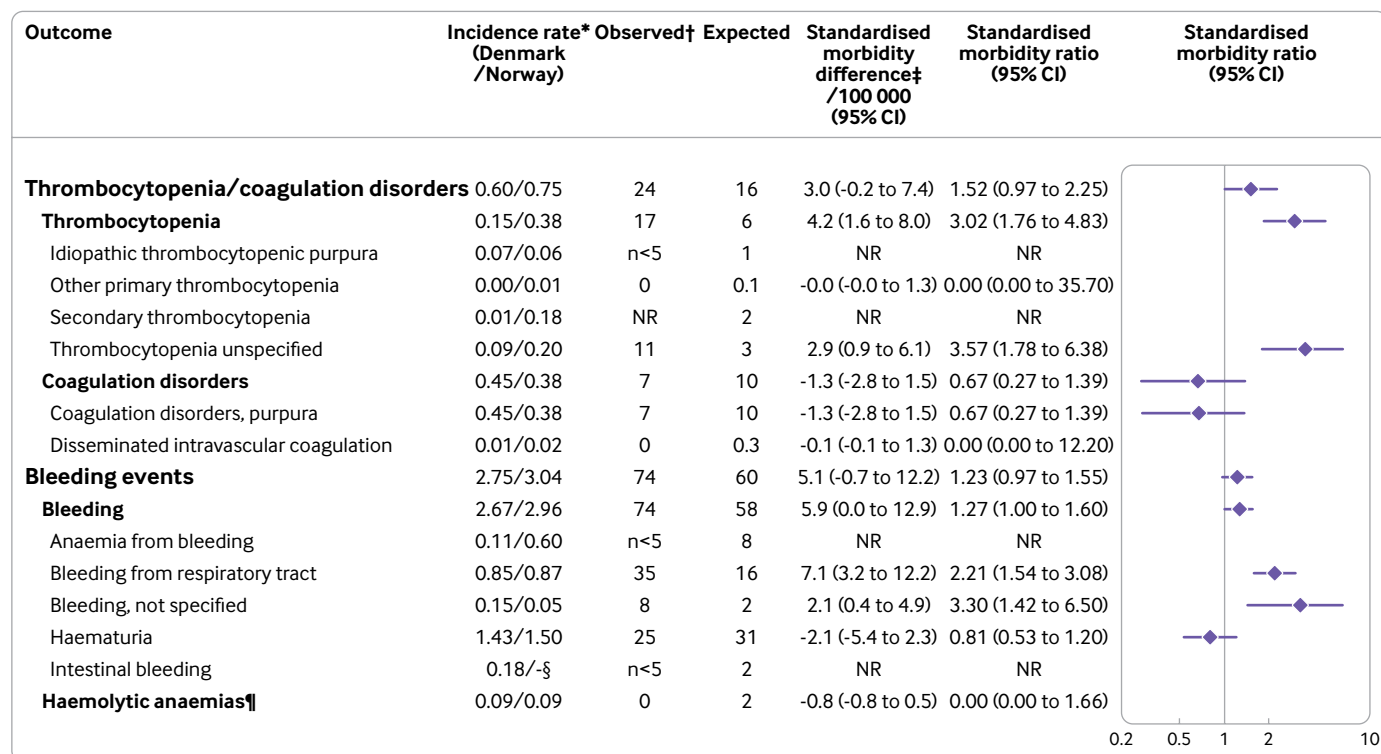 Outcome Incidence rate* Observed† Expected Standardised Standardised Standardised
(Denmark morbidity morbidity ratio morbidity ratio
/Norway) difference‡ (95% CI) (95% CI)
/100 000
(95% CI)
Thrombocytopenia/coagulation disorders 0.60/0.75 24 16 3.0 (-0.2 to 7.4) 1.52 (0.97 to 2.25)
Thrombocytopenia 0.15/0.38 17 6 4.2 (1.6 to 8.0) 3.02 (1.76 to 4.83)
Idiopathic thrombocytopenic purpura 0.07/0.06 n<5 1 NR NR
Other primary thrombocytopenia 0.00/0.01 0 0.1 -0.0 (-0.0 to 1.3) 0.00 (0.00 to 35.70)
Secondary thrombocytopenia 0.01/0.18 NR 2 NR NR
Thrombocytopenia unspecified 0.09/0.20 11 3 2.9 (0.9 to 6.1) 3.57 (1.78 to 6.38)
Coagulation disorders 0.45/0.38 7 10 -1.3 (-2.8 to 1.5) 0.67 (0.27 to 1.39)
Coagulation disorders, purpura 0.45/0.38 7 10 -1.3 (-2.8 to 1.5) 0.67 (0.27 to 1.39)
Disseminated intravascular coagulation 0.01/0.02 0 0.3 -0.1 (-0.1 to 1.3) 0.00 (0.00 to 12.20)
Bleeding events 2.75/3.04 74 60 5.1 (-0.7 to 12.2) 1.23 (0.97 to 1.55)
Bleeding 2.67/2.96 74 58 5.9 (0.0 to 12.9) 1.27 (1.00 to 1.60)
Anaemia from bleeding 0.11/0.60 n<5 8 NR NR
Bleeding from respiratory tract 0.85/0.87 35 16 7.1 (3.2 to 12.2) 2.21 (1.54 to 3.08)
Bleeding, not specified 0.15/0.05 8 2 2.1 (0.4 to 4.9) 3.30 (1.42 to 6.50)
Haematuria 1.43/1.50 25 31 -2.1 (-5.4 to 2.3) 0.81 (0.53 to 1.20)
Intestinal bleeding 0.18/-§ n<5 2 NR NR
Haemolytic anaemias¶ 0.09/0.09 0 2 -0.8 (-0.8 to 0.5) 0.00 (0.00 to 1.66)
0.2 0.5 1 2 10